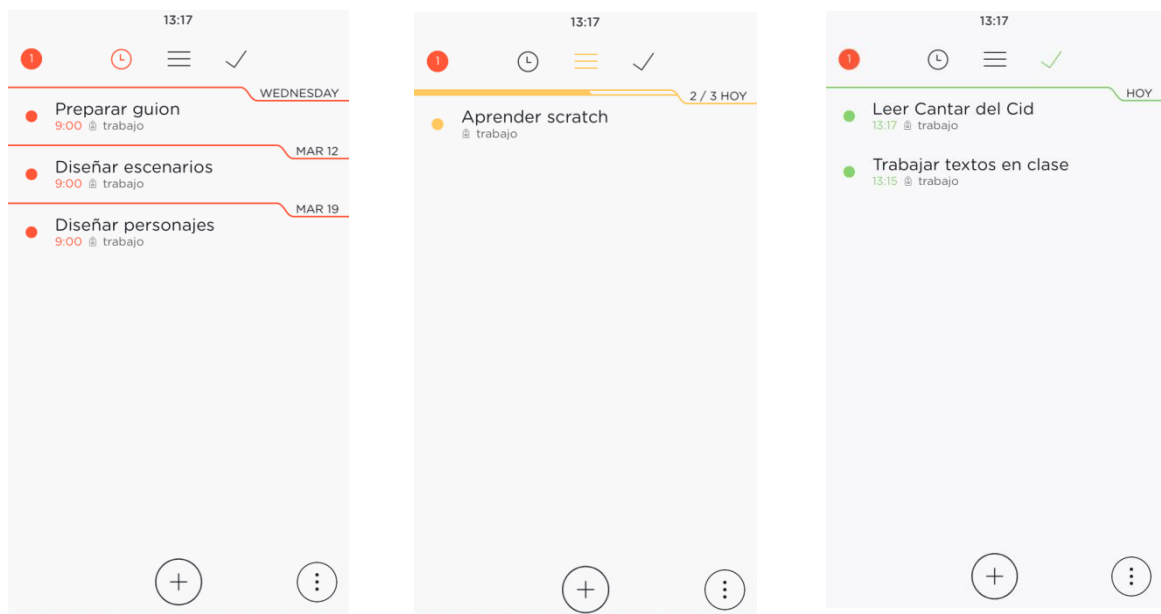 13:17
1
WEDNESDAY
Preparar guion
9:00 trabajo
MAR 12
Diseñar escenarios
9:00 trabajo
MAR 19
Diseñar personajes
9:00 trabajo
13:17
1
2 / 3 HOY
Aprender scratch
trabajo
13:17
1
HOY
Leer Cantar del Cid
13:17 trabajo
Trabajar textos en clase
13:15 trabajo